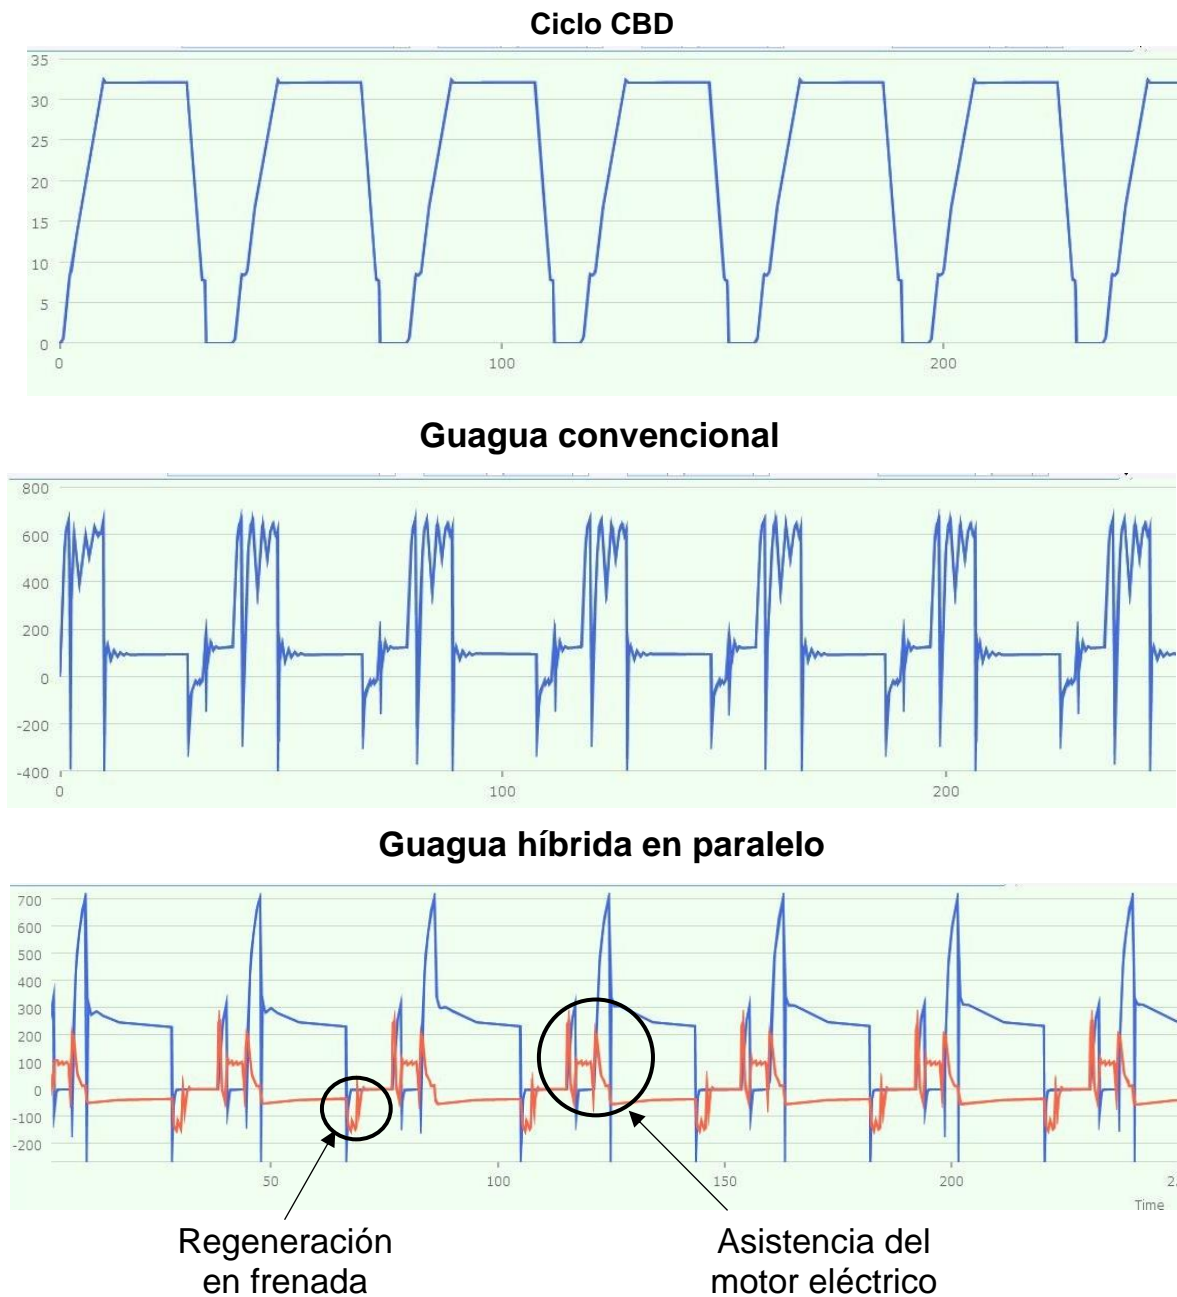 Ciclo CBD
35
30
25
20
15
10
5
0
0 100 200
Guagua convencional
800
600
400
200
0
-200
-400
0 100 200
Guagua híbrida en paralelo
700
600
500
400
300
200
100
0
-100
-200
50 100 150 200
Time
Regeneración
en frenada
Asistencia del
motor eléctrico